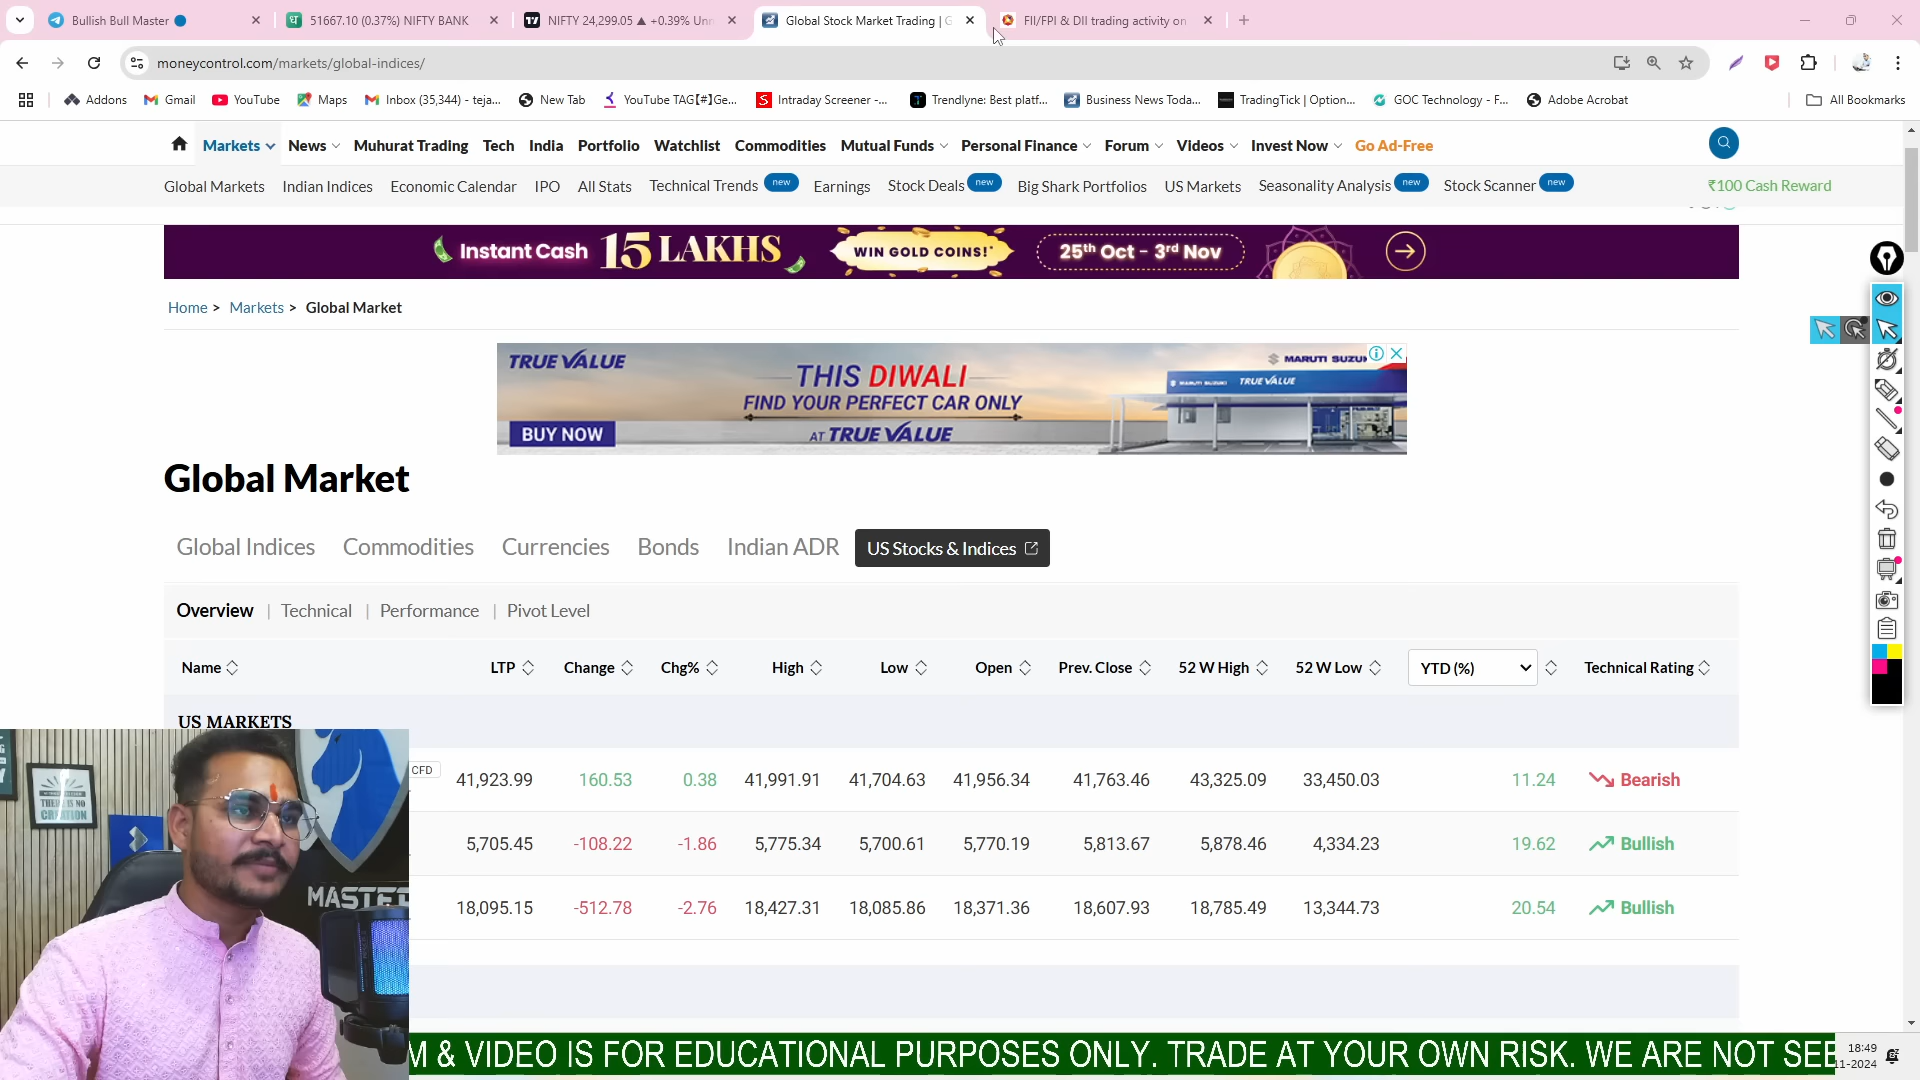 Bullish Bull Master
51667.10 (0.37%) NIFTY BANK
NIFTY 24,299.05 ▲ +0.39% Unn
Global Stock Market Trading | G
FII/FPI & DII trading activity on
moneycontrol.com/markets/global-indices/
Addons
Gmail
YouTube
Maps
Inbox (35,344) - teja...
New Tab
YouTube TAG【#】Ge...
Intraday Screener -...
Trendlyne: Best platf...
Business News Toda...
TradingTick | Option...
GOC Technology - F...
Adobe Acrobat
All Bookmarks
Markets News Muhurat Trading Tech India Portfolio Watchlist Commodities Mutual Funds Personal Finance Forum Videos Invest Now Go Ad-Free
Global Markets Indian Indices Economic Calendar IPO All Stats Technical Trends new Earnings Stock Deals new Big Shark Portfolios US Markets Seasonality Analysis new Stock Scanner new ₹100 Cash Reward
Instant Cash 15 LAKHS WIN GOLD COINS!* 25th Oct - 3rd Nov
Home > Markets > Global Market
TRUE VALUE
THIS DIWALI
FIND YOUR PERFECT CAR ONLY
AT TRUE VALUE
BUY NOW
MARUTI SUZUKI
MARUTI SUZUKI TRUE VALUE
Global Market
Global Indices Commodities Currencies Bonds Indian ADR US Stocks & Indices
Overview | Technical | Performance | Pivot Level
Name LTP Change Chg% High Low Open Prev. Close 52 W High 52 W Low YTD (%) Technical Rating
US MARKETS
CFD 41,923.99 160.53 0.38 41,991.91 41,704.63 41,956.34 41,763.46 43,325.09 33,450.03 11.24 Bearish
5,705.45 -108.22 -1.86 5,775.34 5,700.61 5,770.19 5,813.67 5,878.46 4,334.23 19.62 Bullish
18,095.15 -512.78 -2.76 18,427.31 18,085.86 18,371.36 18,607.93 18,785.49 13,344.73 20.54 Bullish
THERE IS NO
CREATION
MASTER
M & VIDEO IS FOR EDUCATIONAL PURPOSES ONLY. TRADE AT YOUR OWN RISK. WE ARE NOT SEB
18:49
11-2024